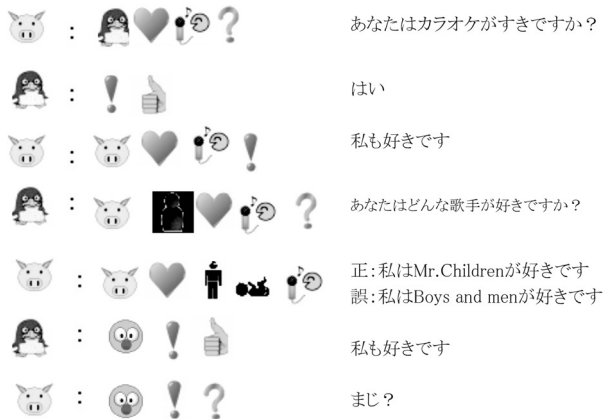 ： あなたはカラオケがすきですか？
： はい
： 私も好きです
： あなたはどんな歌手が好きですか？
： 正：私はMr.Childrenが好きです
誤：私はBoys and menが好きです
： 私も好きです
： まじ？